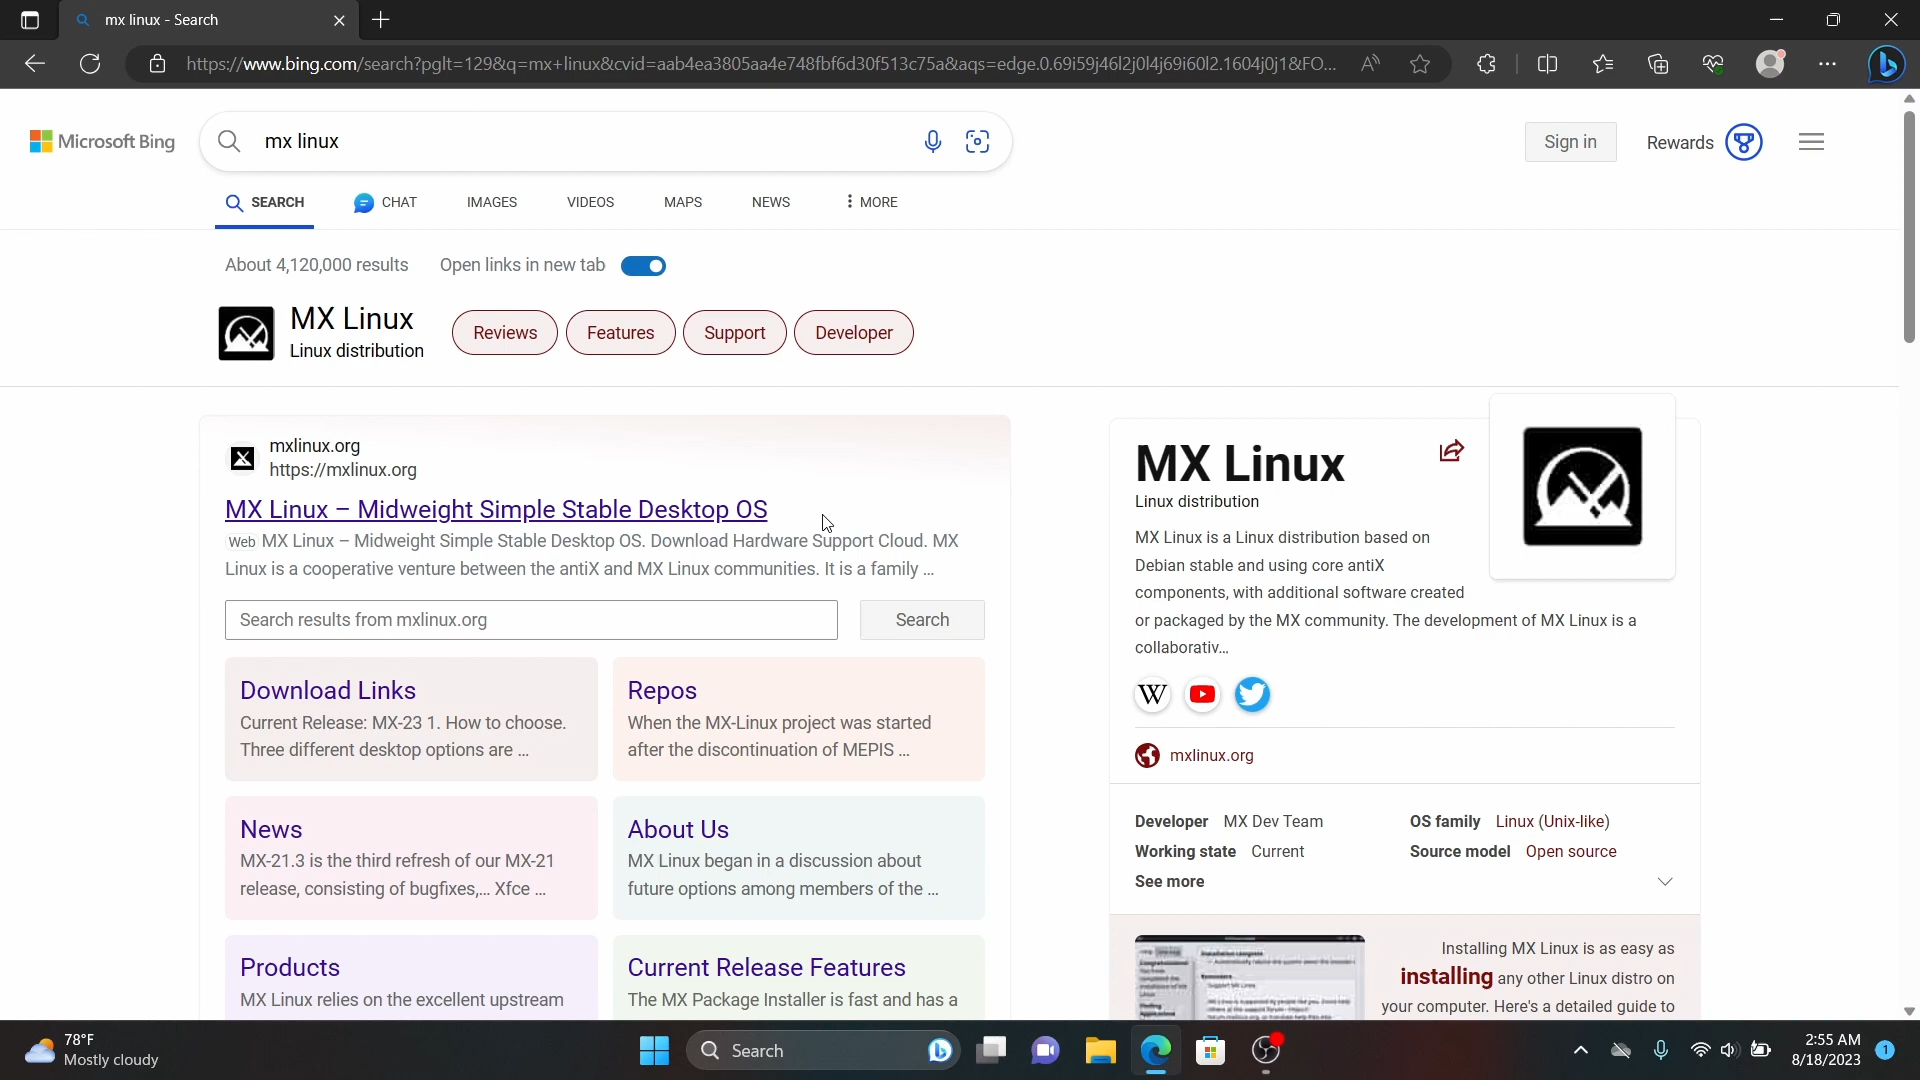 mx linux - Search
https://www.bing.com/search?pglt=129&q=mx+linux&cvid=aab4ea3805aa4e748fbf6d30f513c75a&aqs=edge.0.69i59j46l2j0l4j69i60l2.1604j0j1&FO...
Microsoft Bing
mx linux
Sign in
Rewards
SEARCH
CHAT
IMAGES
VIDEOS
MAPS
NEWS
MORE
About 4,120,000 results
Open links in new tab
MX Linux
Linux distribution
Reviews
Features
Support
Developer
mxlinux.org
https://mxlinux.org
MX Linux – Midweight Simple Stable Desktop OS
Web MX Linux – Midweight Simple Stable Desktop OS. Download Hardware Support Cloud. MX
Linux is a cooperative venture between the antiX and MX Linux communities. It is a family ...
Search results from mxlinux.org
Search
Download Links
Current Release: MX-23 1. How to choose.
Three different desktop options are ...
Repos
When the MX-Linux project was started
after the discontinuation of MEPIS ...
News
MX-21.3 is the third refresh of our MX-21
release, consisting of bugfixes,... Xfce ...
About Us
MX Linux began in a discussion about
future options among members of the ...
Products
MX Linux relies on the excellent upstream
Current Release Features
The MX Package Installer is fast and has a
MX Linux
Linux distribution
MX Linux is a Linux distribution based on
Debian stable and using core antiX
components, with additional software created
or packaged by the MX community. The development of MX Linux is a
collaborativ...
W
mxlinux.org
Developer MX Dev Team
OS family Linux (Unix-like)
Working state Current
Source model Open source
See more
Installing MX Linux is as easy as
installing any other Linux distro on
your computer. Here's a detailed guide to
78°F
Mostly cloudy
Search
2:55 AM
8/18/2023
1